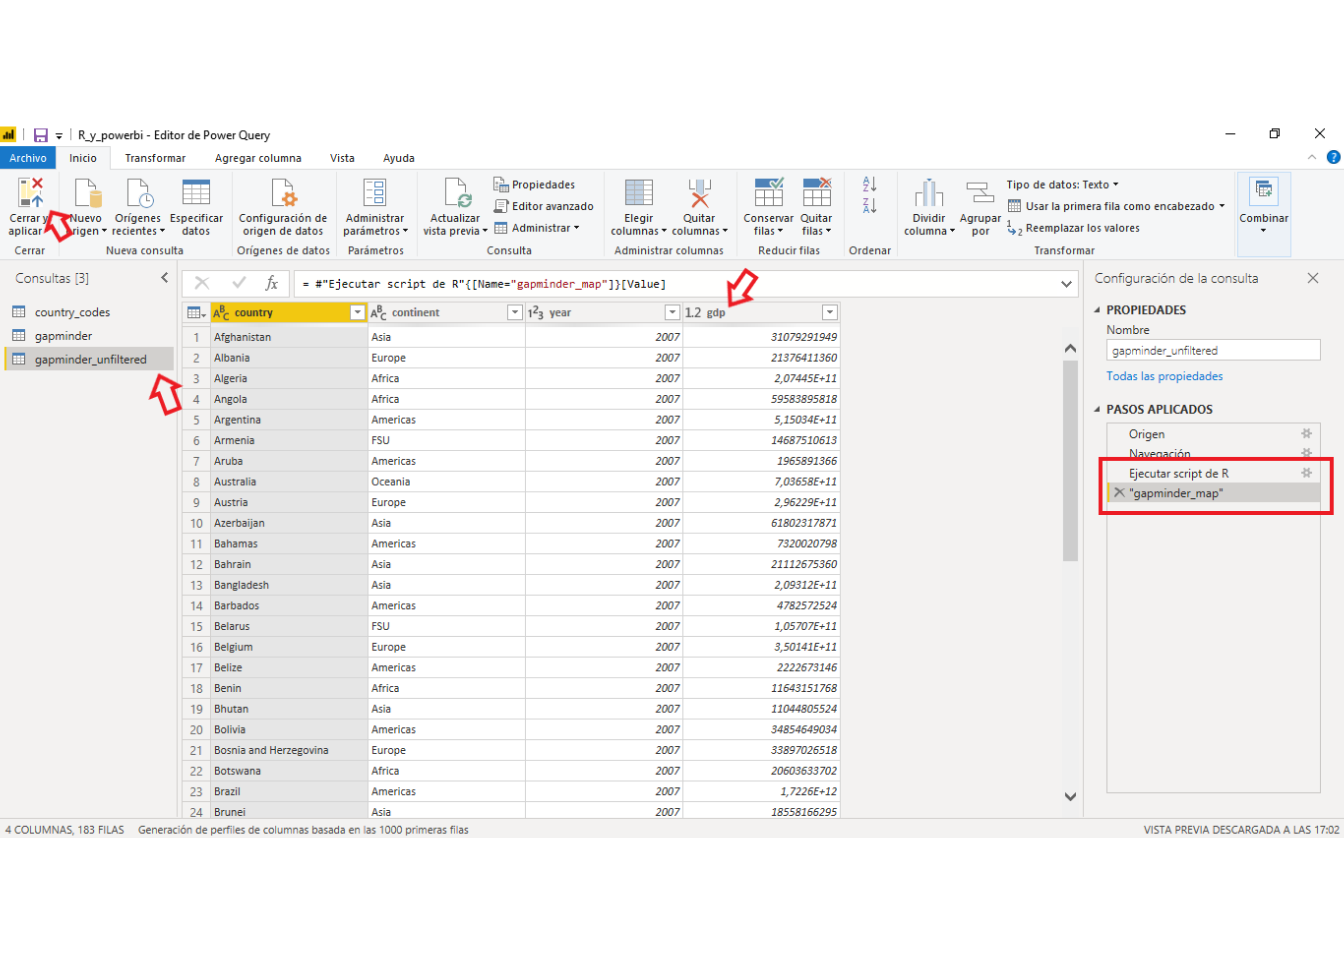 R_y_powerbi - Editor de Power Query
Archivo Inicio Transformar Agregar columna Vista Ayuda
Cerrar y aplicar
Nuevo origen
Orígenes recientes
Especificar datos
Configuración de origen de datos
Administrar parámetros
Actualizar vista previa
Propiedades
Editor avanzado
Administrar
Elegir columnas
Quitar columnas
Conservar filas
Quitar filas
Dividir columna
Agrupar por
Tipo de datos: Texto
Usar la primera fila como encabezado
Reemplazar los valores
Combinar
Cerrar Nueva consulta Orígenes de datos Parámetros Consulta Administrar columnas Reducir filas Ordenar Transformar
Consultas [3]
country_codes
gapminder
gapminder_unfiltered
fx = #"Ejecutar script de R"{[Name="gapminder_map"]}[Value]
ABC country ABC continent 123 year 1.2 gdp
1 Afghanistan Asia 2007 31079291949
2 Albania Europe 2007 21376411360
3 Algeria Africa 2007 2,07445E+11
4 Angola Africa 2007 59583895818
5 Argentina Americas 2007 5,15034E+11
6 Armenia FSU 2007 14687510613
7 Aruba Americas 2007 1965891366
8 Australia Oceania 2007 7,03658E+11
9 Austria Europe 2007 2,96229E+11
10 Azerbaijan Asia 2007 61802317871
11 Bahamas Americas 2007 7320020798
12 Bahrain Asia 2007 21112675360
13 Bangladesh Asia 2007 2,09312E+11
14 Barbados Americas 2007 4782572524
15 Belarus FSU 2007 1,05707E+11
16 Belgium Europe 2007 3,50141E+11
17 Belize Americas 2007 2222673146
18 Benin Africa 2007 11643151768
19 Bhutan Asia 2007 11044805524
20 Bolivia Americas 2007 34854649034
21 Bosnia and Herzegovina Europe 2007 33897026518
22 Botswana Africa 2007 20603633702
23 Brazil Americas 2007 1,7226E+12
24 Brunei Asia 2007 18558166295
Configuración de la consulta
PROPIEDADES
Nombre
gapminder_unfiltered
Todas las propiedades
PASOS APLICADOS
Origen
Navegación
Ejecutar script de R
"gapminder_map"
4 COLUMNAS, 183 FILAS Generación de perfiles de columnas basada en las 1000 primeras filas
VISTA PREVIA DESCARGADA A LAS 17:02